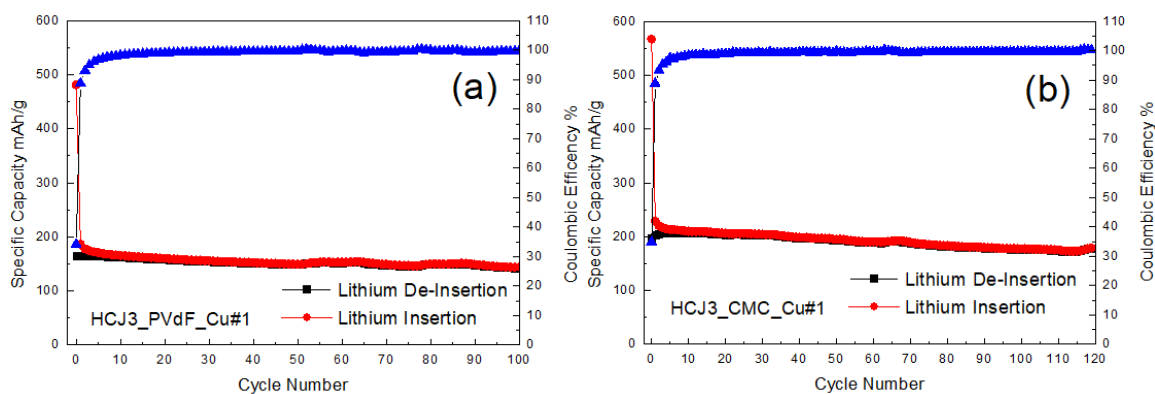 (a)
600
500
400
300
200
100
0
110
100
90
80
70
60
50
40
30
20
10
0
Specific Capacity mAh/g
Coulombic Efficency %
Lithium De-Insertion
Lithium Insertion
HCJ3_PVdF_Cu#1
0 10 20 30 40 50 60 70 80 90 100
Cycle Number
(b)
600
500
400
300
200
100
0
110
100
90
80
70
60
50
40
30
20
10
0
Specific Capacity mAh/g
Coulombic Efficiency %
Lithium De-Insertion
Lithium Insertion
HCJ3_CMC_Cu#1
0 10 20 30 40 50 60 70 80 90 100 110 120
Cycle Number